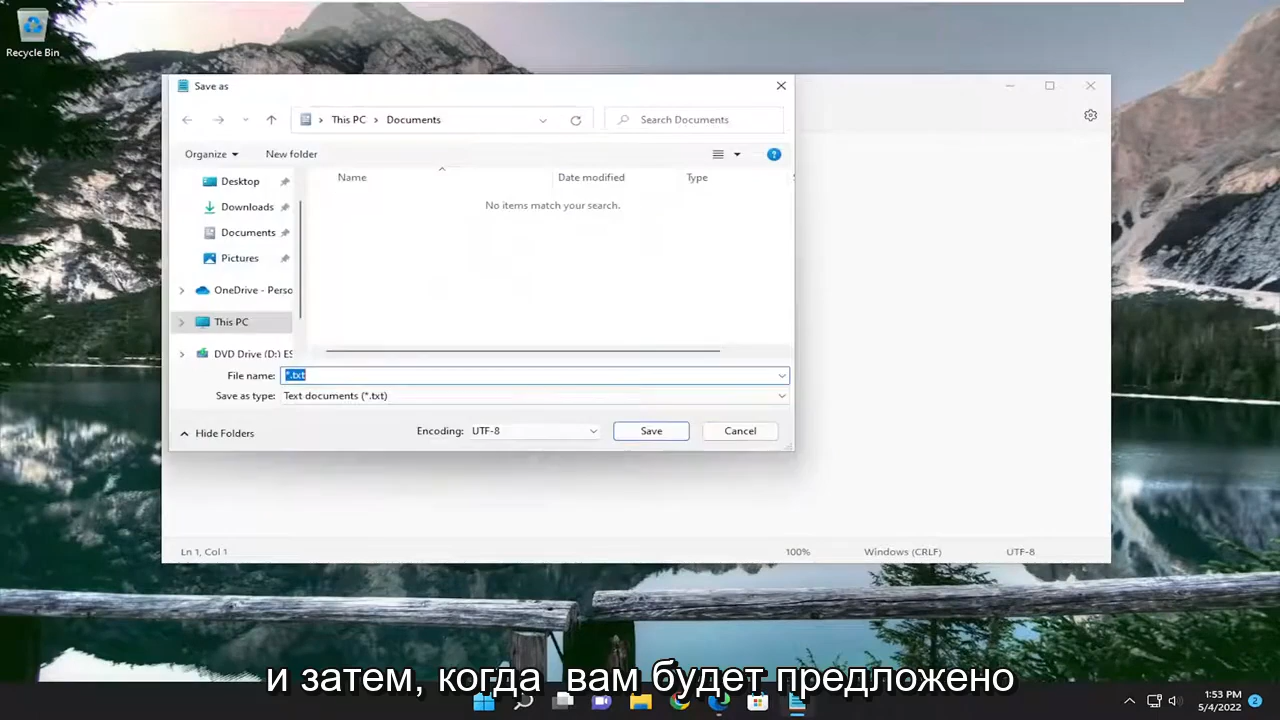 Recycle Bin
Save as
This PC > Documents
Search Documents
Organize
New folder
Name
Date modified
Type
Desktop
No items match your search.
Downloads
Documents
Pictures
OneDrive - Perso
This PC
DVD Drive (D:) ES
File name: *.txt
Save as type: Text documents (*.txt)
Hide Folders
Encoding: UTF-8
Save
Cancel
Ln 1, Col 1
100%
Windows (CRLF)
UTF-8
и затем, когда вам будет предложено
1:53 PM
5/4/2022
2